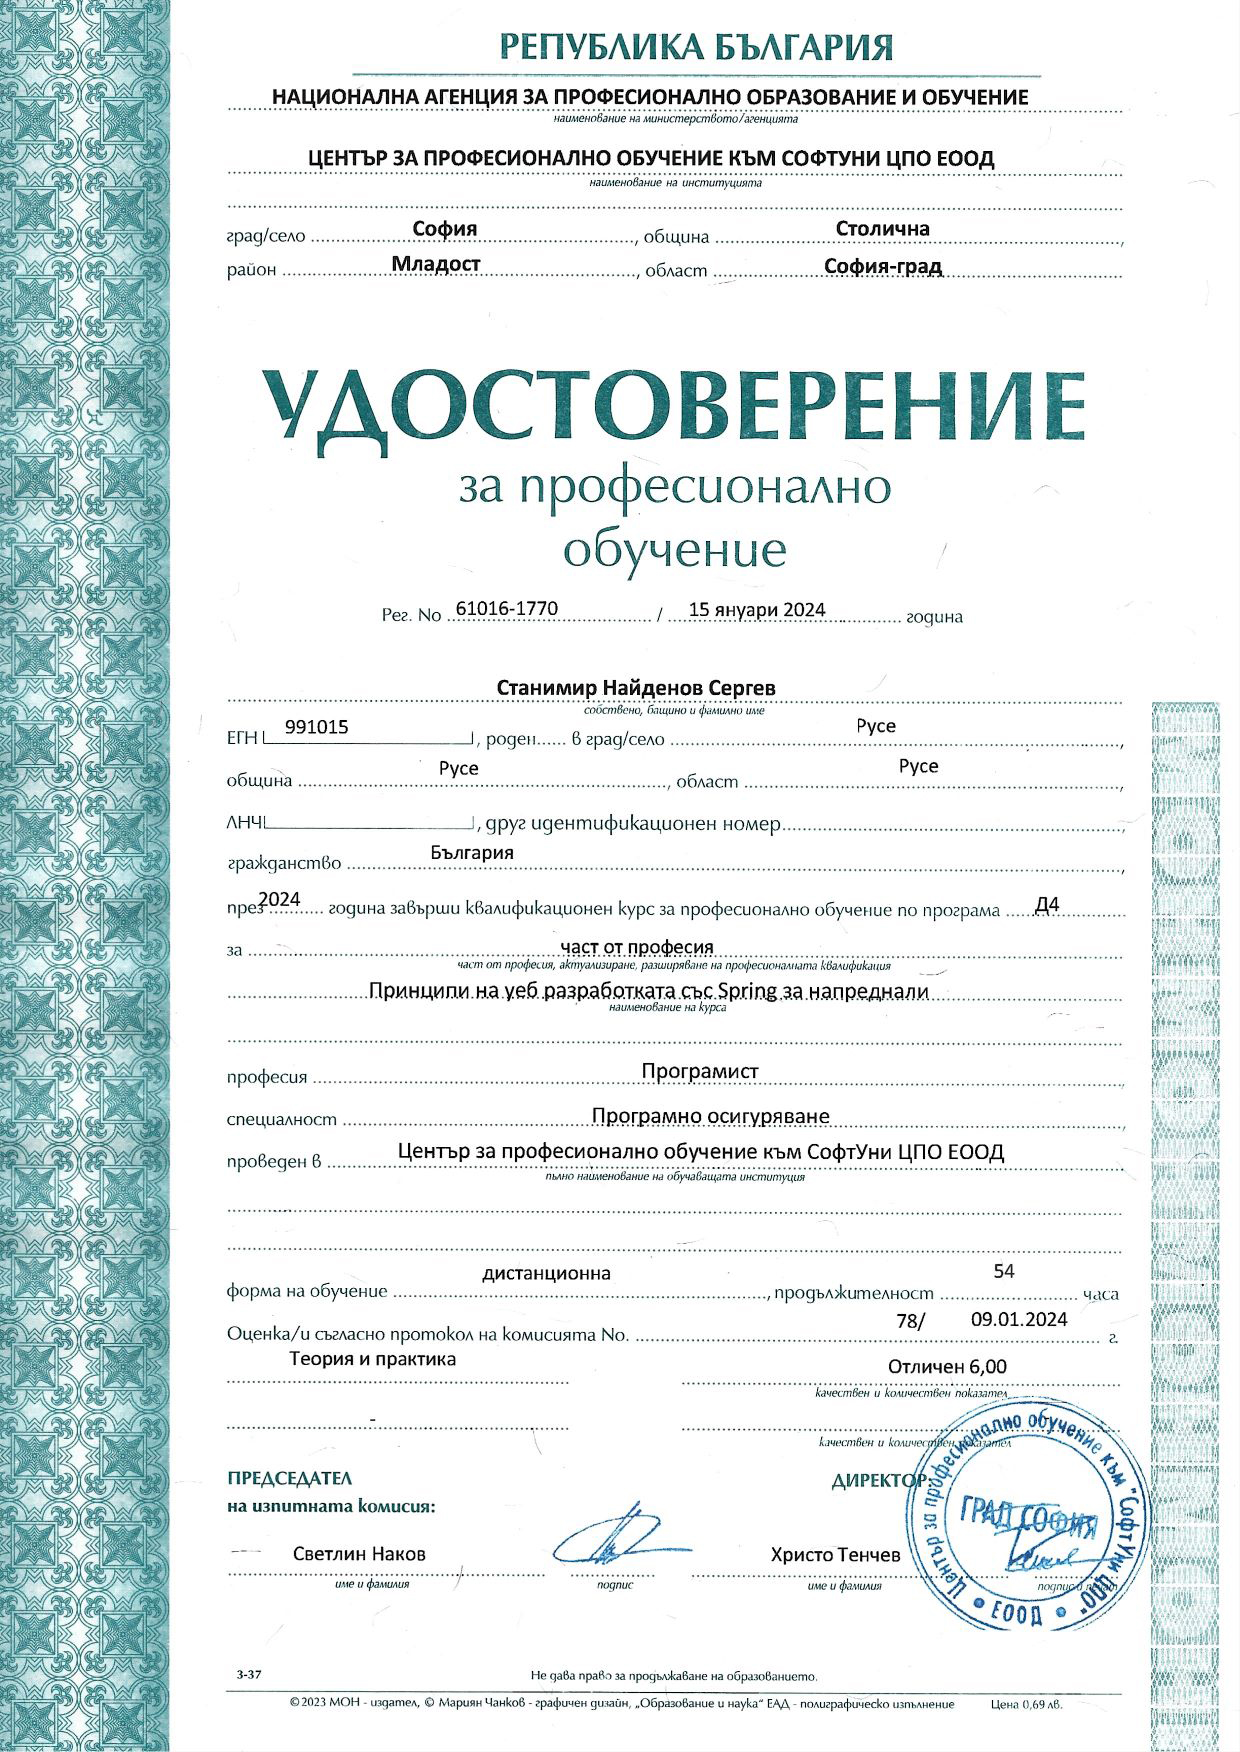 РЕПУБЛИКА БЪЛГАРИЯ
НАЦИОНАЛНА АГЕНЦИЯ ЗА ПРОФЕСИОНАЛНО ОБРАЗОВАНИЕ И ОБУЧЕНИЕ
наименование на министерството/агенцията
ЦЕНТЪР ЗА ПРОФЕСИОНАЛНО ОБУЧЕНИЕ КЪМ СОФТУНИ ЦПО ЕООД
наименование на институцията
град/село София, община Столична,
район Младост, област София-град
УДОСТОВЕРЕНИЕ
за професионално
обучение
Рег. No 61016-1770 / 15 януари 2024 година
Станимир Найденов Сергев
собствено, бащино и фамилно име
ЕГН 991015, роден...... в град/село Русе,
община Русе, област Русе,
ЛНЧ, друг идентификационен номер,
гражданство България,
през 2024 година завърши квалификационен курс за професионално обучение по програма Д4
за част от професия
част от професия, актуализиране, разширяване на професионалната квалификация
Принципи на уеб разработката със Spring за напреднали
наименование на курса
професия Програмист,
специалност Програмно осигуряване,
проведен в Център за професионално обучение към СофтУни ЦПО ЕООД
пълно наименование на обучаващата институция
форма на обучение дистанционна, продължителност 54 часа
Оценка/и съгласно протокол на комисията No. 78/ 09.01.2024 г.
Теория и практика Отличен 6,00
качествен и количествен показател
-
качествен и количествен показател
ПРЕДСЕДАТЕЛ ДИРЕКТОР:
на изпитната комисия:
Светлин Наков Христо Тенчев
име и фамилия подпис име и фамилия подпис и печат
Център за професионално обучение към "СофтУни ЦПО" ЕООД
ГРАД СОФИЯ
3-37 Не дава право за продължаване на образованието.
©2023 МОН - издател, © Мариян Чанков - графичен дизайн, „Образование и наука“ ЕАД - полиграфическо изпълнение Цена 0,69 лв.